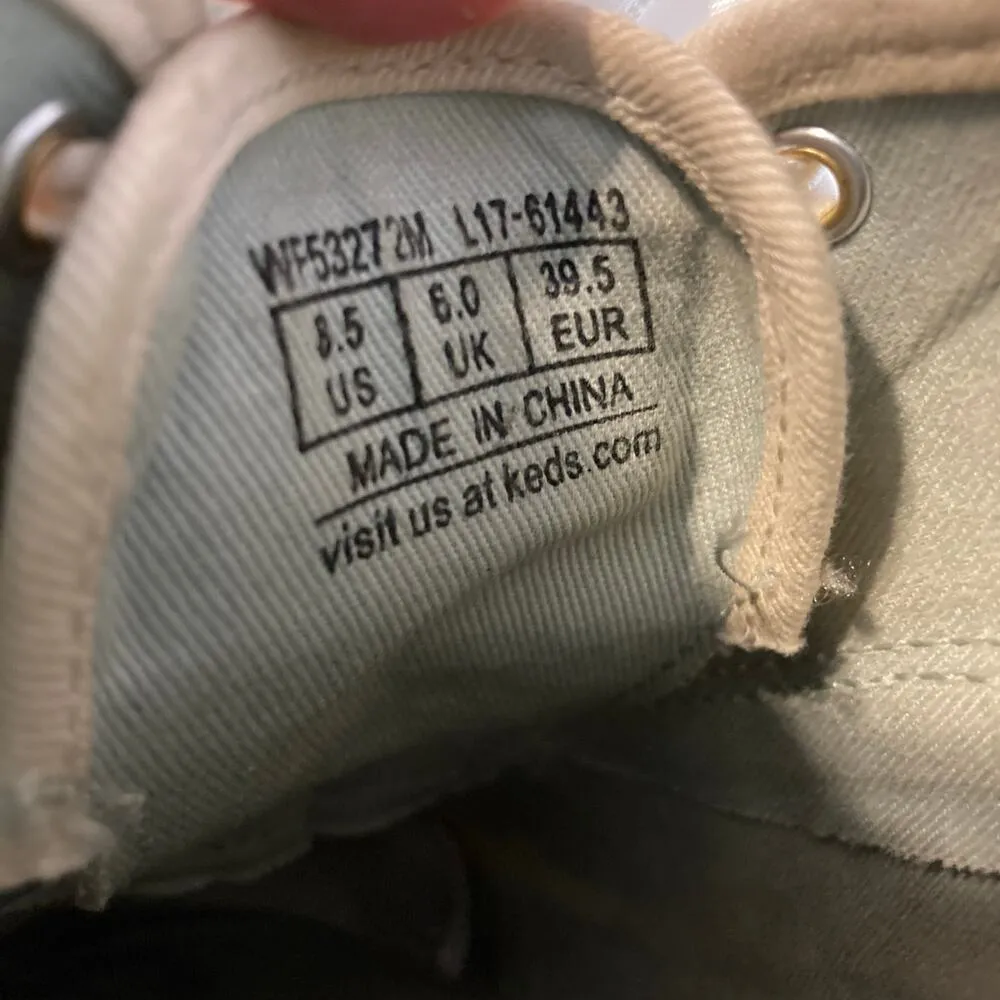 WF53272M L17-61443
8.5 6.0 39.5
US UK EUR
MADE IN CHINA
visit us at keds.com